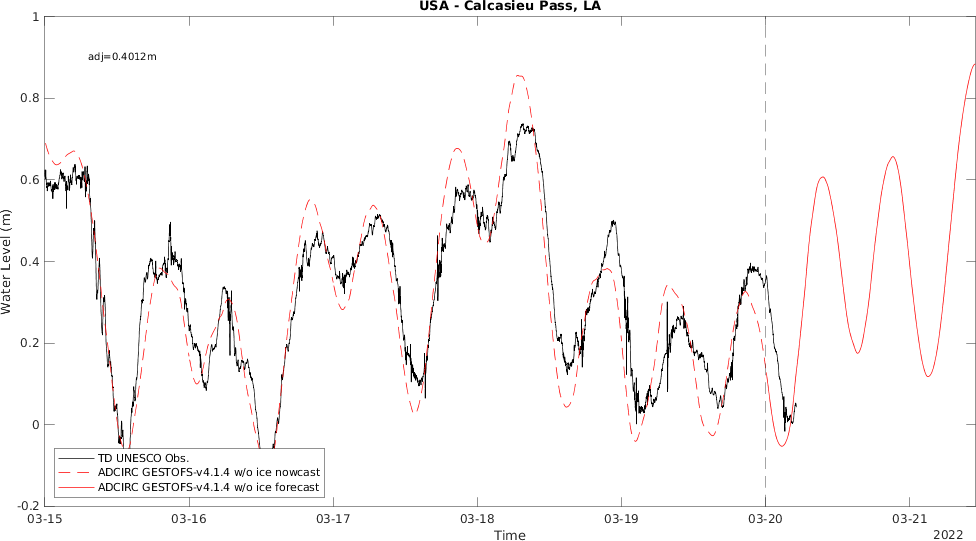 USA - Calcasieu Pass, LA
adj=0.4012m
Water Level (m)
1
0.8
0.6
0.4
0.2
0
-0.2
TD UNESCO Obs.
ADCIRC GESTOFS-v4.1.4 w/o ice nowcast
ADCIRC GESTOFS-v4.1.4 w/o ice forecast
03-15 03-16 03-17 03-18 03-19 03-20 03-21
Time
2022